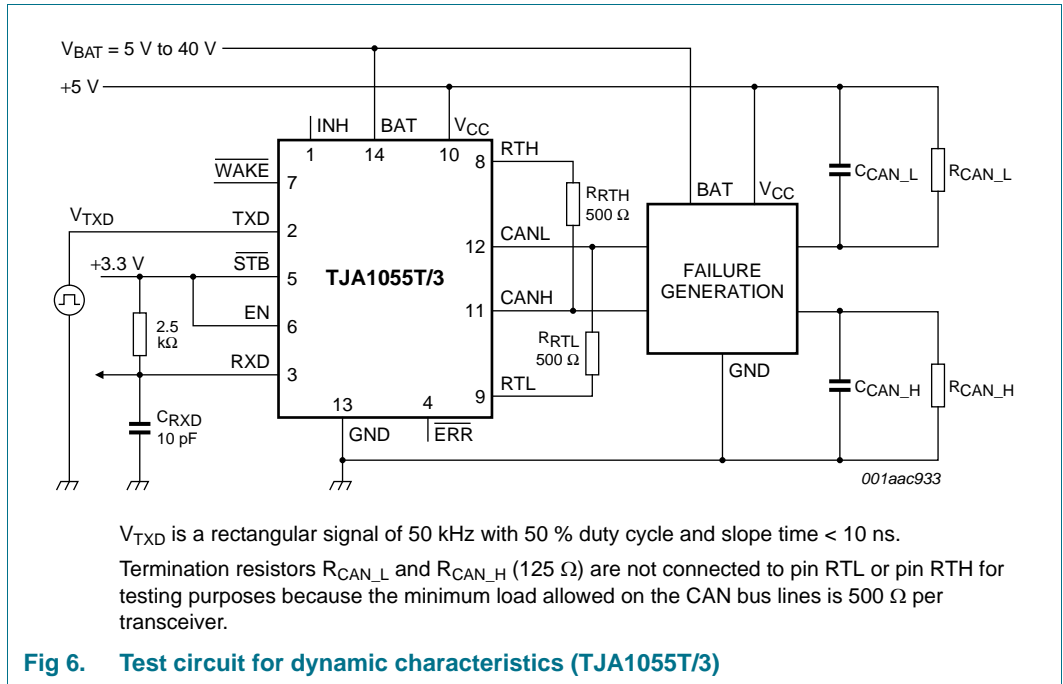 V_BAT = 5 V to 40 V
+5 V
INH
BAT
V_CC
1
14
10
RTH
8
WAKE
7
R_RTH
500 Ω
BAT
V_CC
C_CAN_L
R_CAN_L
V_TXD
TXD
2
CANL
12
+3.3 V
STB
5
TJA1055T/3
FAILURE
GENERATION
CANH
11
EN
6
2.5
kΩ
R_RTL
500 Ω
RXD
3
GND
C_CAN_H
R_CAN_H
RTL
9
13
4
C_RXD
10 pF
GND
ERR
001aac933
V_TXD is a rectangular signal of 50 kHz with 50 % duty cycle and slope time < 10 ns.
Termination resistors R_CAN_L and R_CAN_H (125 Ω) are not connected to pin RTL or pin RTH for
testing purposes because the minimum load allowed on the CAN bus lines is 500 Ω per
transceiver.
Fig 6. Test circuit for dynamic characteristics (TJA1055T/3)